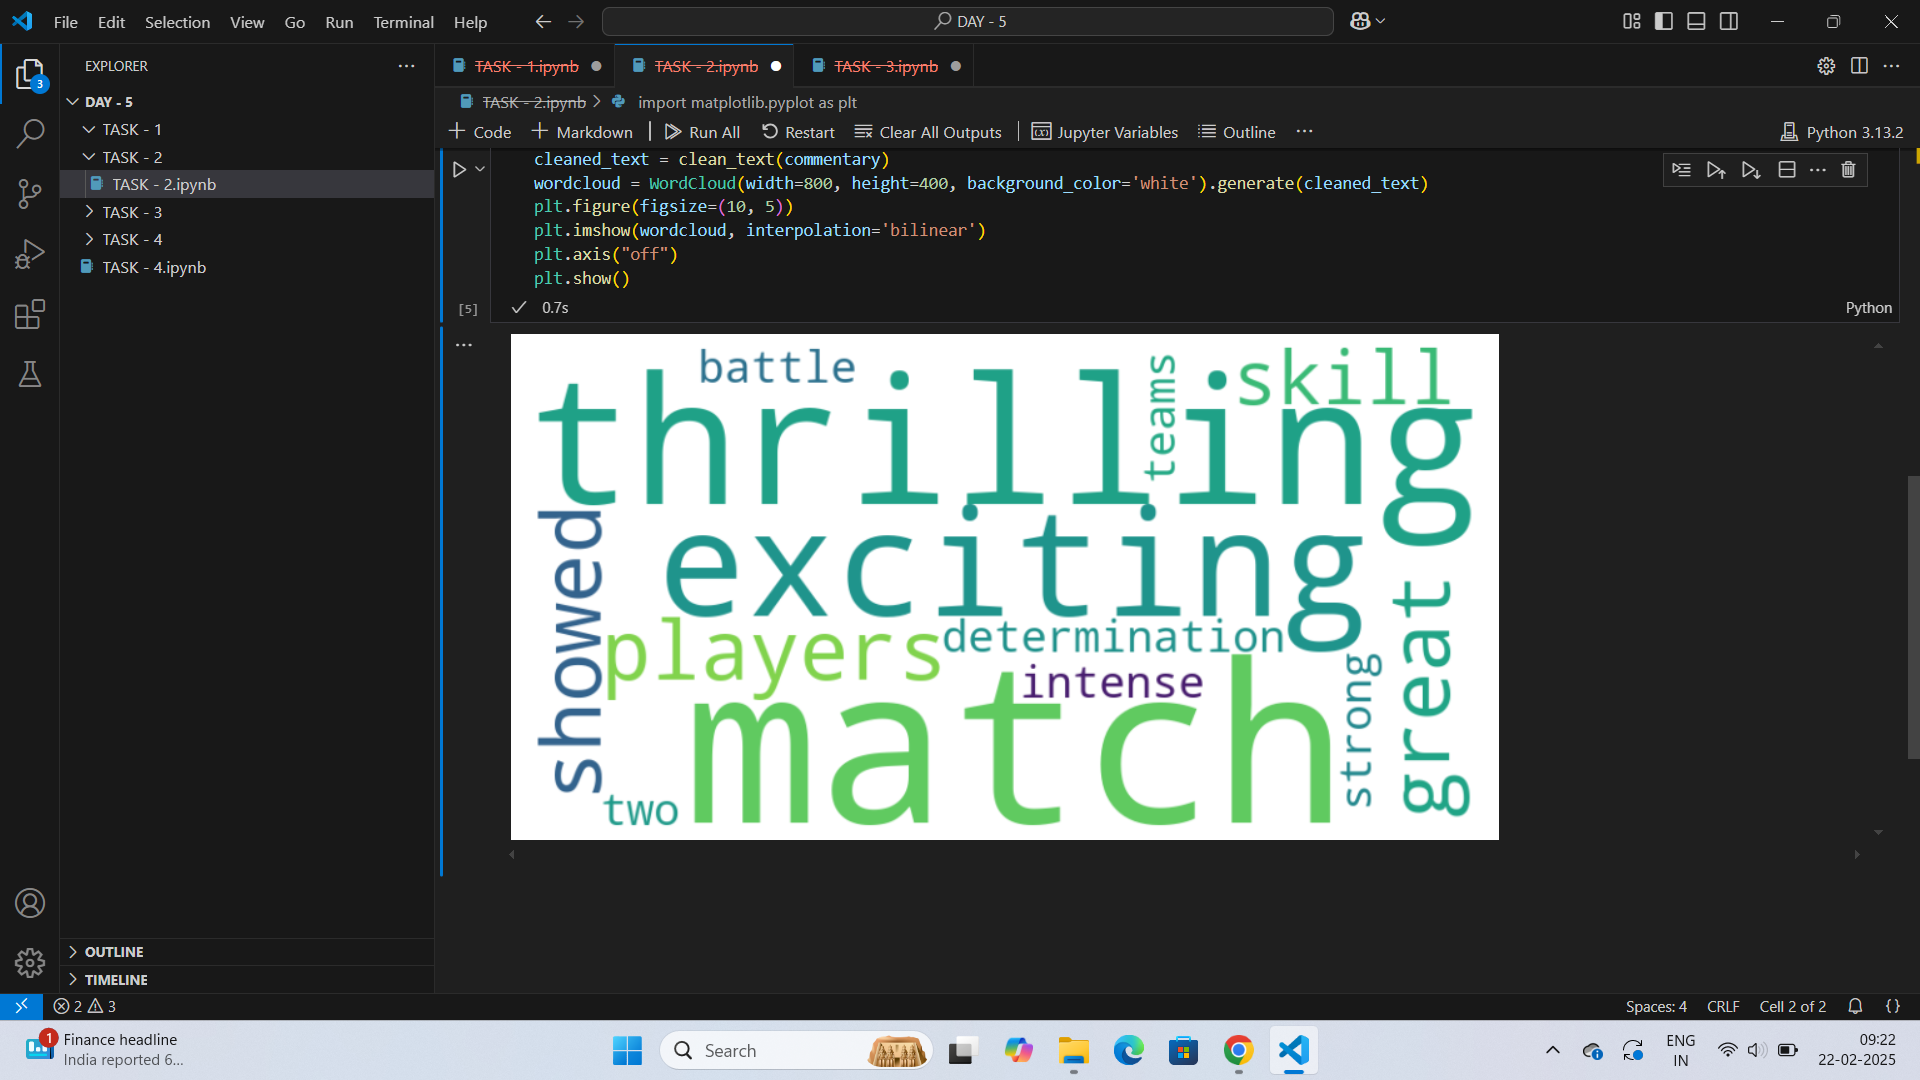 File Edit Selection View Go Run Terminal Help
DAY - 5
EXPLORER
3
DAY - 5
TASK - 1
TASK - 2
TASK - 2.ipynb
TASK - 3
TASK - 4
TASK - 4.ipynb
OUTLINE
TIMELINE
TASK - 1.ipynb TASK - 2.ipynb TASK - 3.ipynb
TASK - 2.ipynb import matplotlib.pyplot as plt
Code Markdown Run All Restart Clear All Outputs Jupyter Variables Outline Python 3.13.2
cleaned_text = clean_text(commentary)
wordcloud = WordCloud(width=800, height=400, background_color='white').generate(cleaned_text)
plt.figure(figsize=(10, 5))
plt.imshow(wordcloud, interpolation='bilinear')
plt.axis("off")
plt.show()
[5] 0.7s Python
battle
teams
skill
thrilling
exciting
showed
players
determination
intense
great
strong
match
two
2 3 Spaces: 4 CRLF Cell 2 of 2
1
Finance headline
India reported 6...
Search
ENG
IN
09:22
22-02-2025